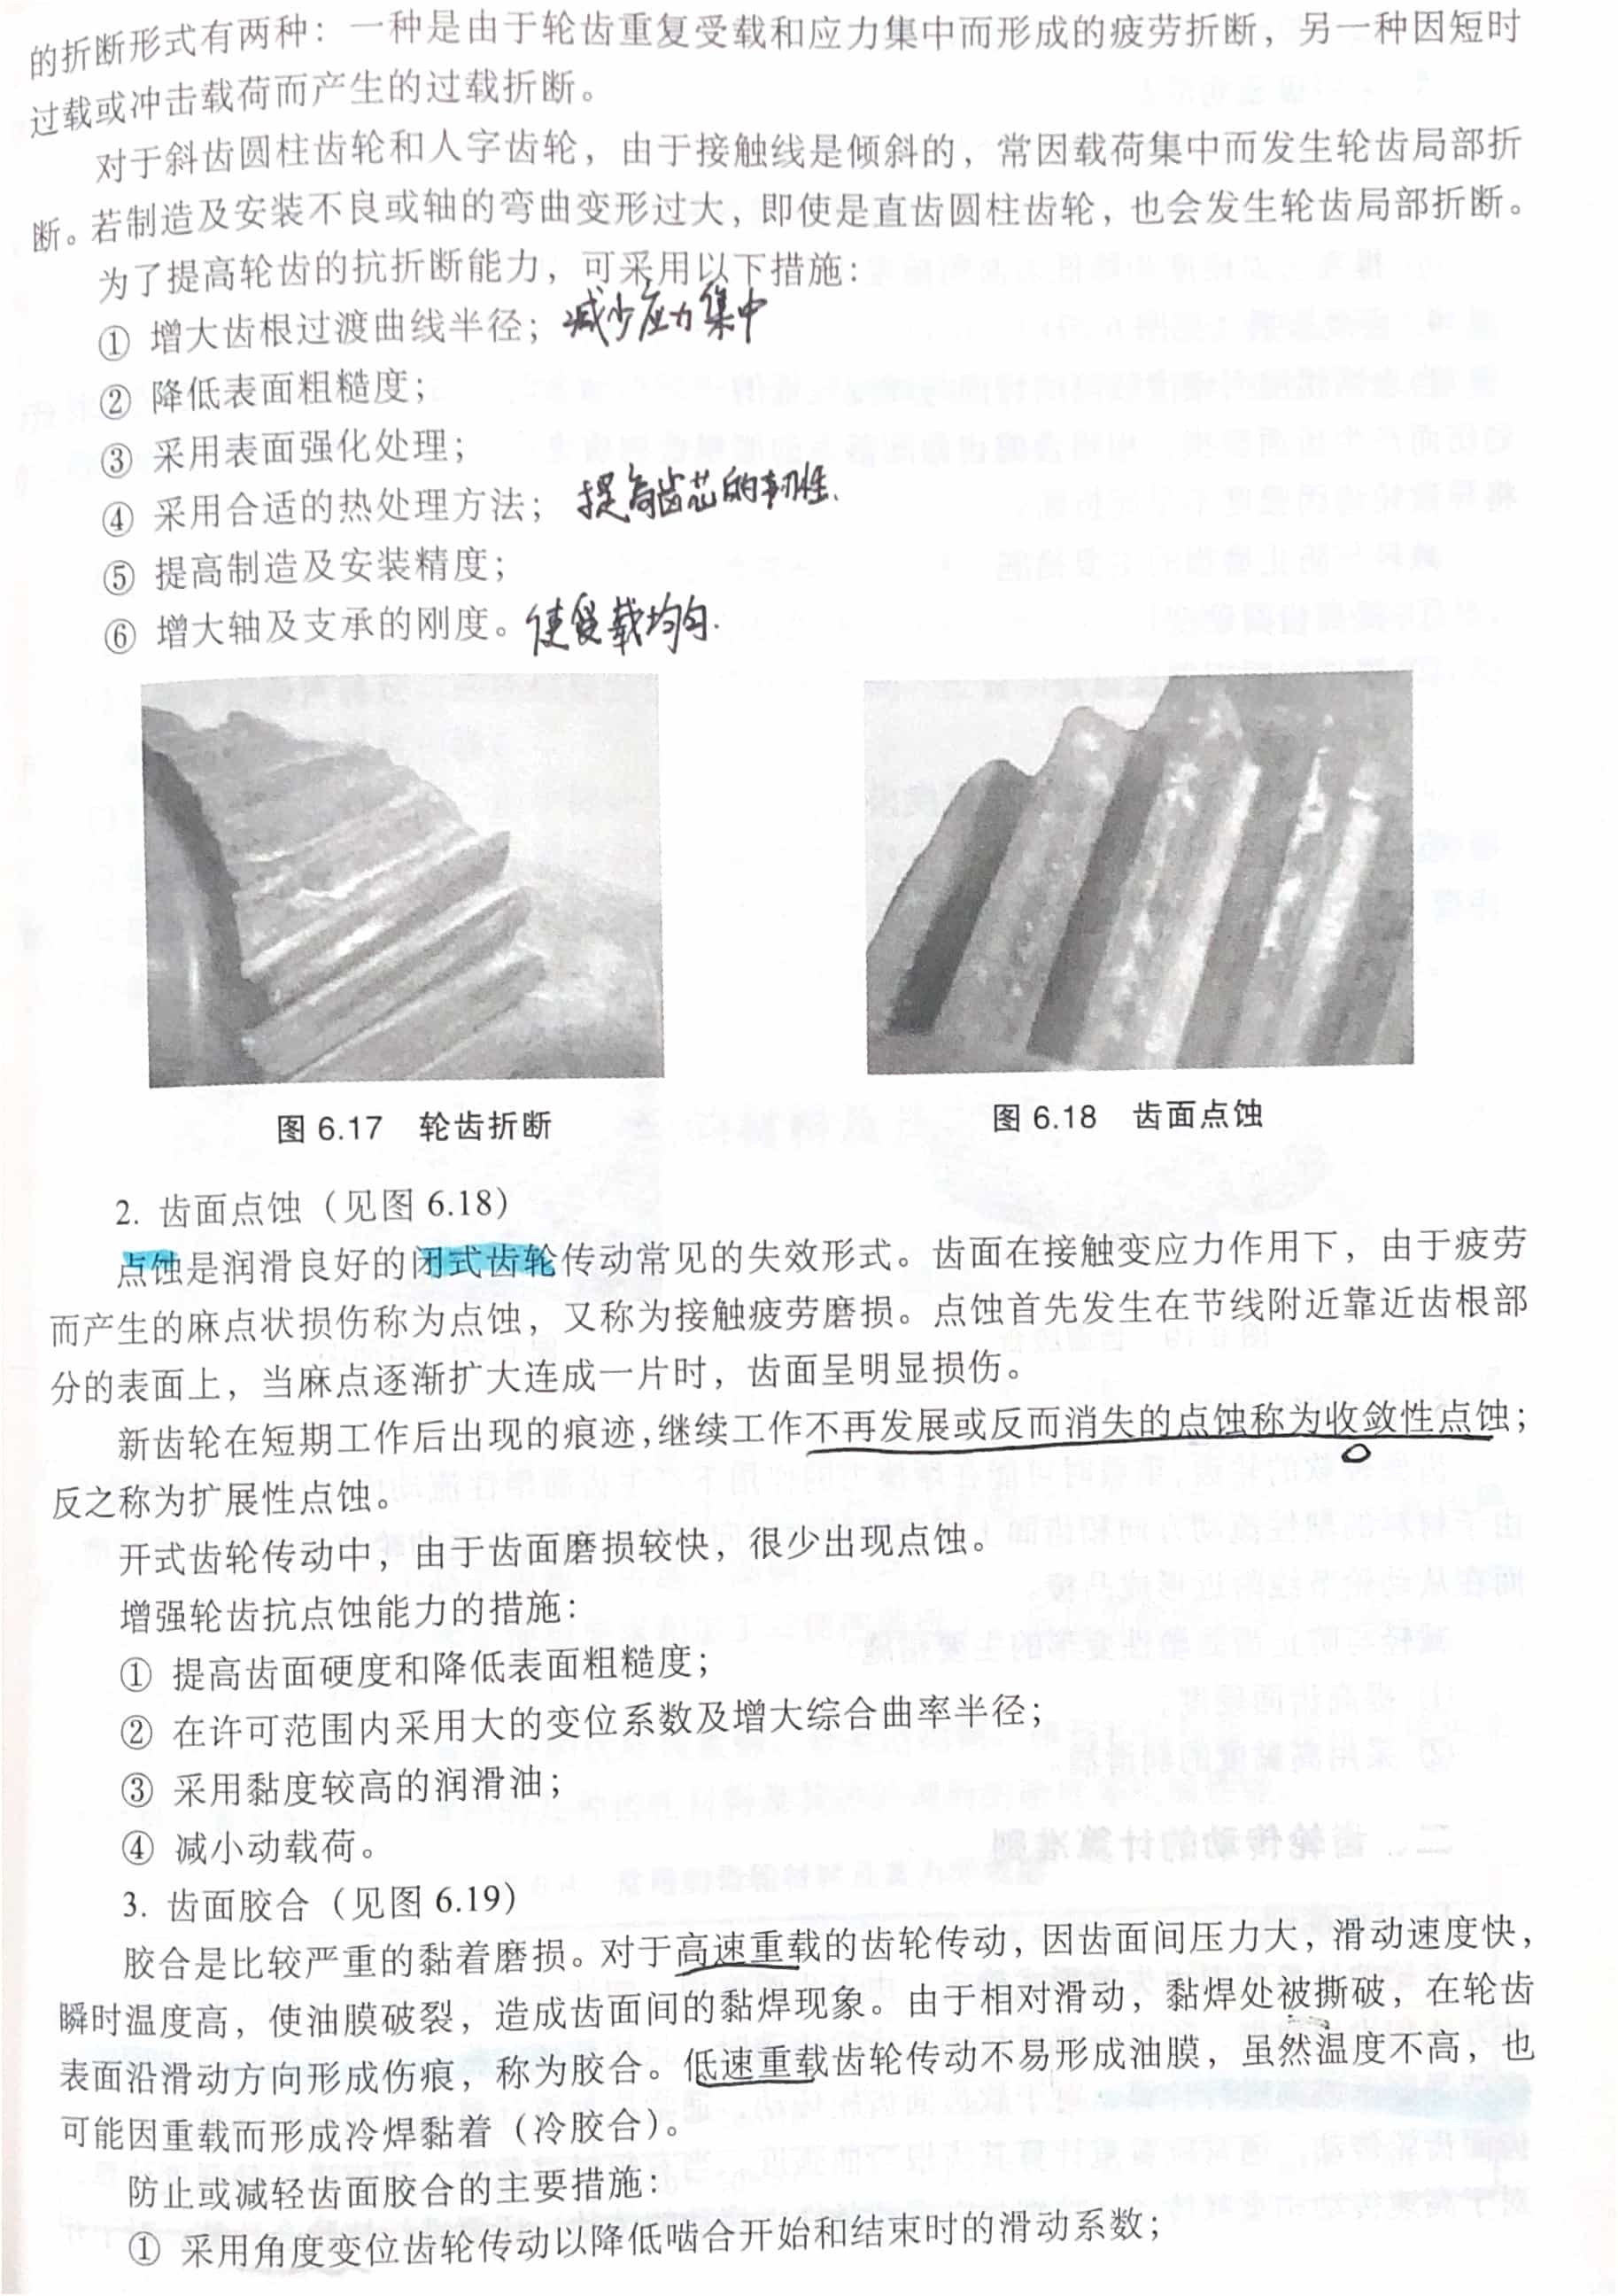 的折断形式有两种：一种是由于轮齿重复受载和应力集中而形成的疲劳折断，另一种因短时
过载或冲击载荷而产生的过载折断。
对于斜齿圆柱齿轮和人字齿轮，由于接触线是倾斜的，常因载荷集中而发生轮齿局部折
断。若制造及安装不良或轴的弯曲变形过大，即使是直齿圆柱齿轮，也会发生轮齿局部折断。
为了提高轮齿的抗折断能力，可采用以下措施：
① 增大齿根过渡曲线半径； 减少应力集中
② 降低表面粗糙度；
③ 采用表面强化处理；
④ 采用合适的热处理方法； 提高齿芯的韧性.
⑤ 提高制造及安装精度；
⑥ 增大轴及支承的刚度。 使受载均匀.
图 6.17 轮齿折断
图 6.18 齿面点蚀
2. 齿面点蚀（见图 6.18）
点蚀是润滑良好的闭式齿轮传动常见的失效形式。齿面在接触变应力作用下，由于疲劳
而产生的麻点状损伤称为点蚀，又称为接触疲劳磨损。点蚀首先发生在节线附近靠近齿根部
分的表面上，当麻点逐渐扩大连成一片时，齿面呈明显损伤。
新齿轮在短期工作后出现的痕迹，继续工作不再发展或反而消失的点蚀称为收敛性点蚀；
反之称为扩展性点蚀。
开式齿轮传动中，由于齿面磨损较快，很少出现点蚀。
增强轮齿抗点蚀能力的措施：
① 提高齿面硬度和降低表面粗糙度；
② 在许可范围内采用大的变位系数及增大综合曲率半径；
③ 采用黏度较高的润滑油；
④ 减小动载荷。
3. 齿面胶合（见图 6.19）
胶合是比较严重的黏着磨损。对于高速重载的齿轮传动，因齿面间压力大，滑动速度快，
瞬时温度高，使油膜破裂，造成齿面间的黏焊现象。由于相对滑动，黏焊处被撕破，在轮齿
表面沿滑动方向形成伤痕，称为胶合。低速重载齿轮传动不易形成油膜，虽然温度不高，也
可能因重载而形成冷焊黏着（冷胶合）。
防止或减轻齿面胶合的主要措施：
① 采用角度变位齿轮传动以降低啮合开始和结束时的滑动系数；